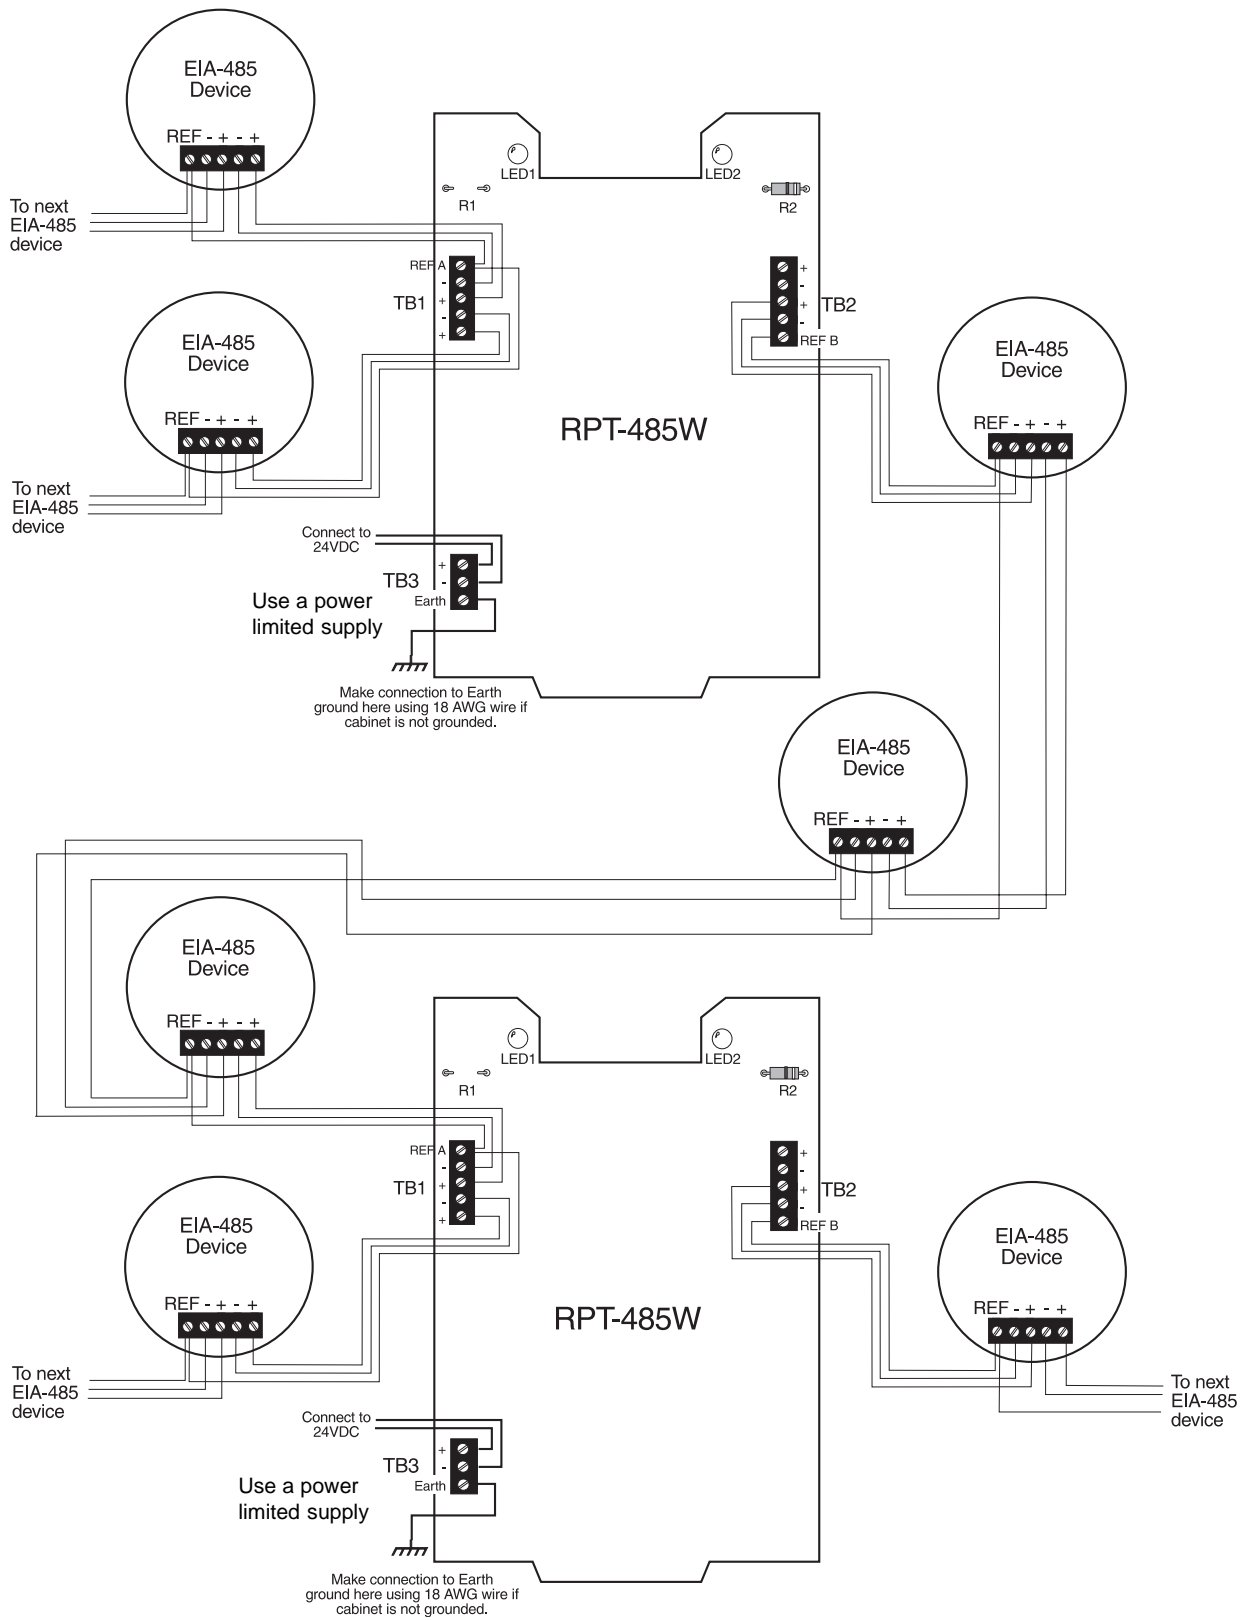 EIA-485
Device
REF - + - +
To next
EIA-485
device
LED1
LED2
R1
R2
REF A
-
+
-
+
TB1
+
-
+
-
REF B
TB2
EIA-485
Device
REF - + - +
To next
EIA-485
device
EIA-485
Device
REF - + - +
RPT-485W
Connect to
24VDC
+
-
Earth
TB3
Use a power
limited supply
Make connection to Earth
ground here using 18 AWG wire if
cabinet is not grounded.
EIA-485
Device
REF - + - +
EIA-485
Device
REF - + - +
LED1
LED2
R1
R2
REF A
-
+
-
+
TB1
+
-
+
-
REF B
TB2
EIA-485
Device
REF - + - +
To next
EIA-485
device
EIA-485
Device
REF - + - +
To next
EIA-485
device
RPT-485W
Connect to
24VDC
+
-
Earth
TB3
Use a power
limited supply
Make connection to Earth
ground here using 18 AWG wire if
cabinet is not grounded.